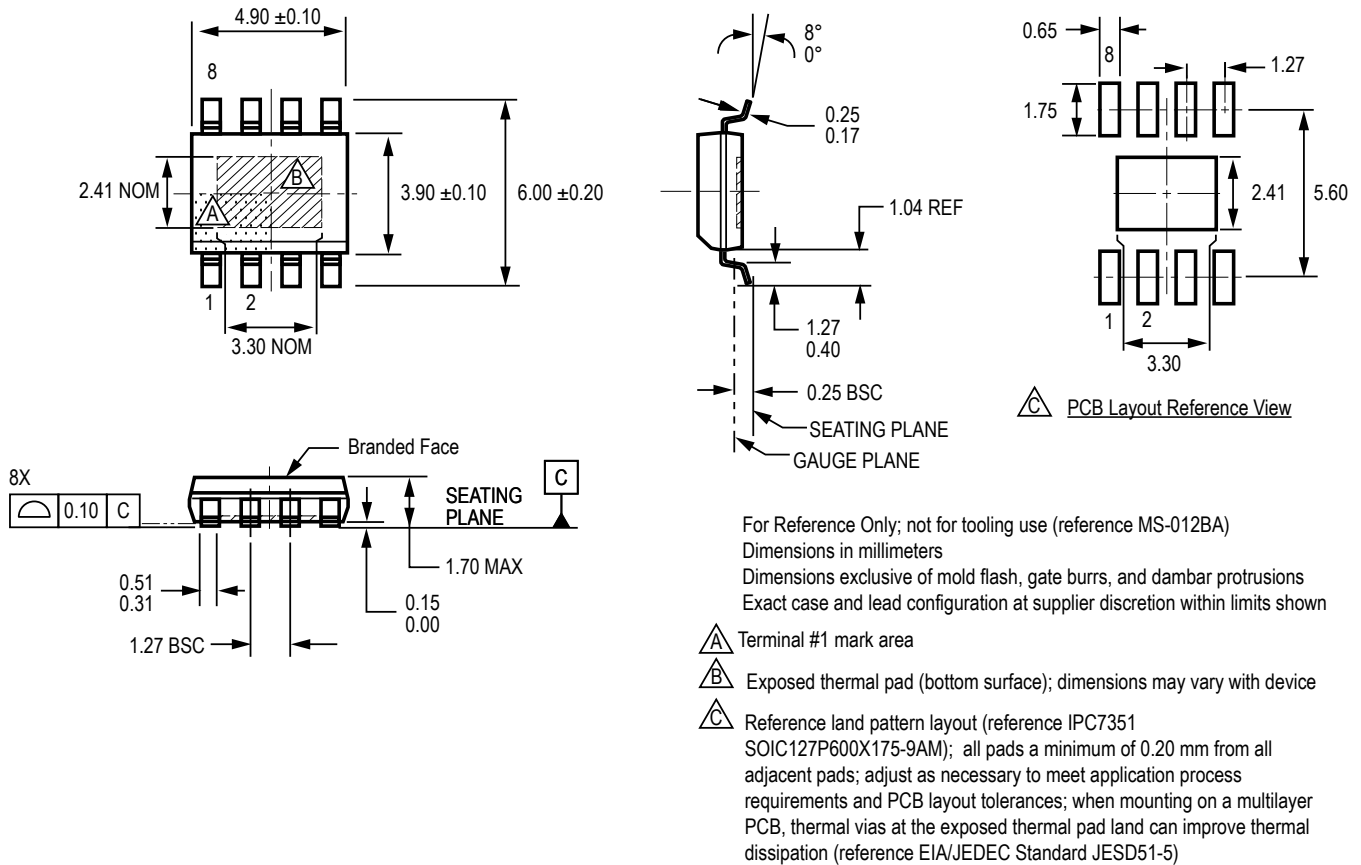 4.90 ±0.10
8
2.41 NOM
B
A
3.90 ±0.10
6.00 ±0.20
1 2
3.30 NOM
8°
0°
0.25
0.17
1.04 REF
1.27
0.40
0.25 BSC
SEATING PLANE
GAUGE PLANE
0.65
8
1.27
1.75
2.41
5.60
1 2
3.30
C PCB Layout Reference View
8X
0.10 C
Branded Face
SEATING
PLANE
C
1.70 MAX
0.51
0.31
0.15
0.00
1.27 BSC
For Reference Only; not for tooling use (reference MS-012BA)
Dimensions in millimeters
Dimensions exclusive of mold flash, gate burrs, and dambar protrusions
Exact case and lead configuration at supplier discretion within limits shown
A Terminal #1 mark area
B Exposed thermal pad (bottom surface); dimensions may vary with device
C Reference land pattern layout (reference IPC7351
SOIC127P600X175-9AM); all pads a minimum of 0.20 mm from all
adjacent pads; adjust as necessary to meet application process
requirements and PCB layout tolerances; when mounting on a multilayer
PCB, thermal vias at the exposed thermal pad land can improve thermal
dissipation (reference EIA/JEDEC Standard JESD51-5)